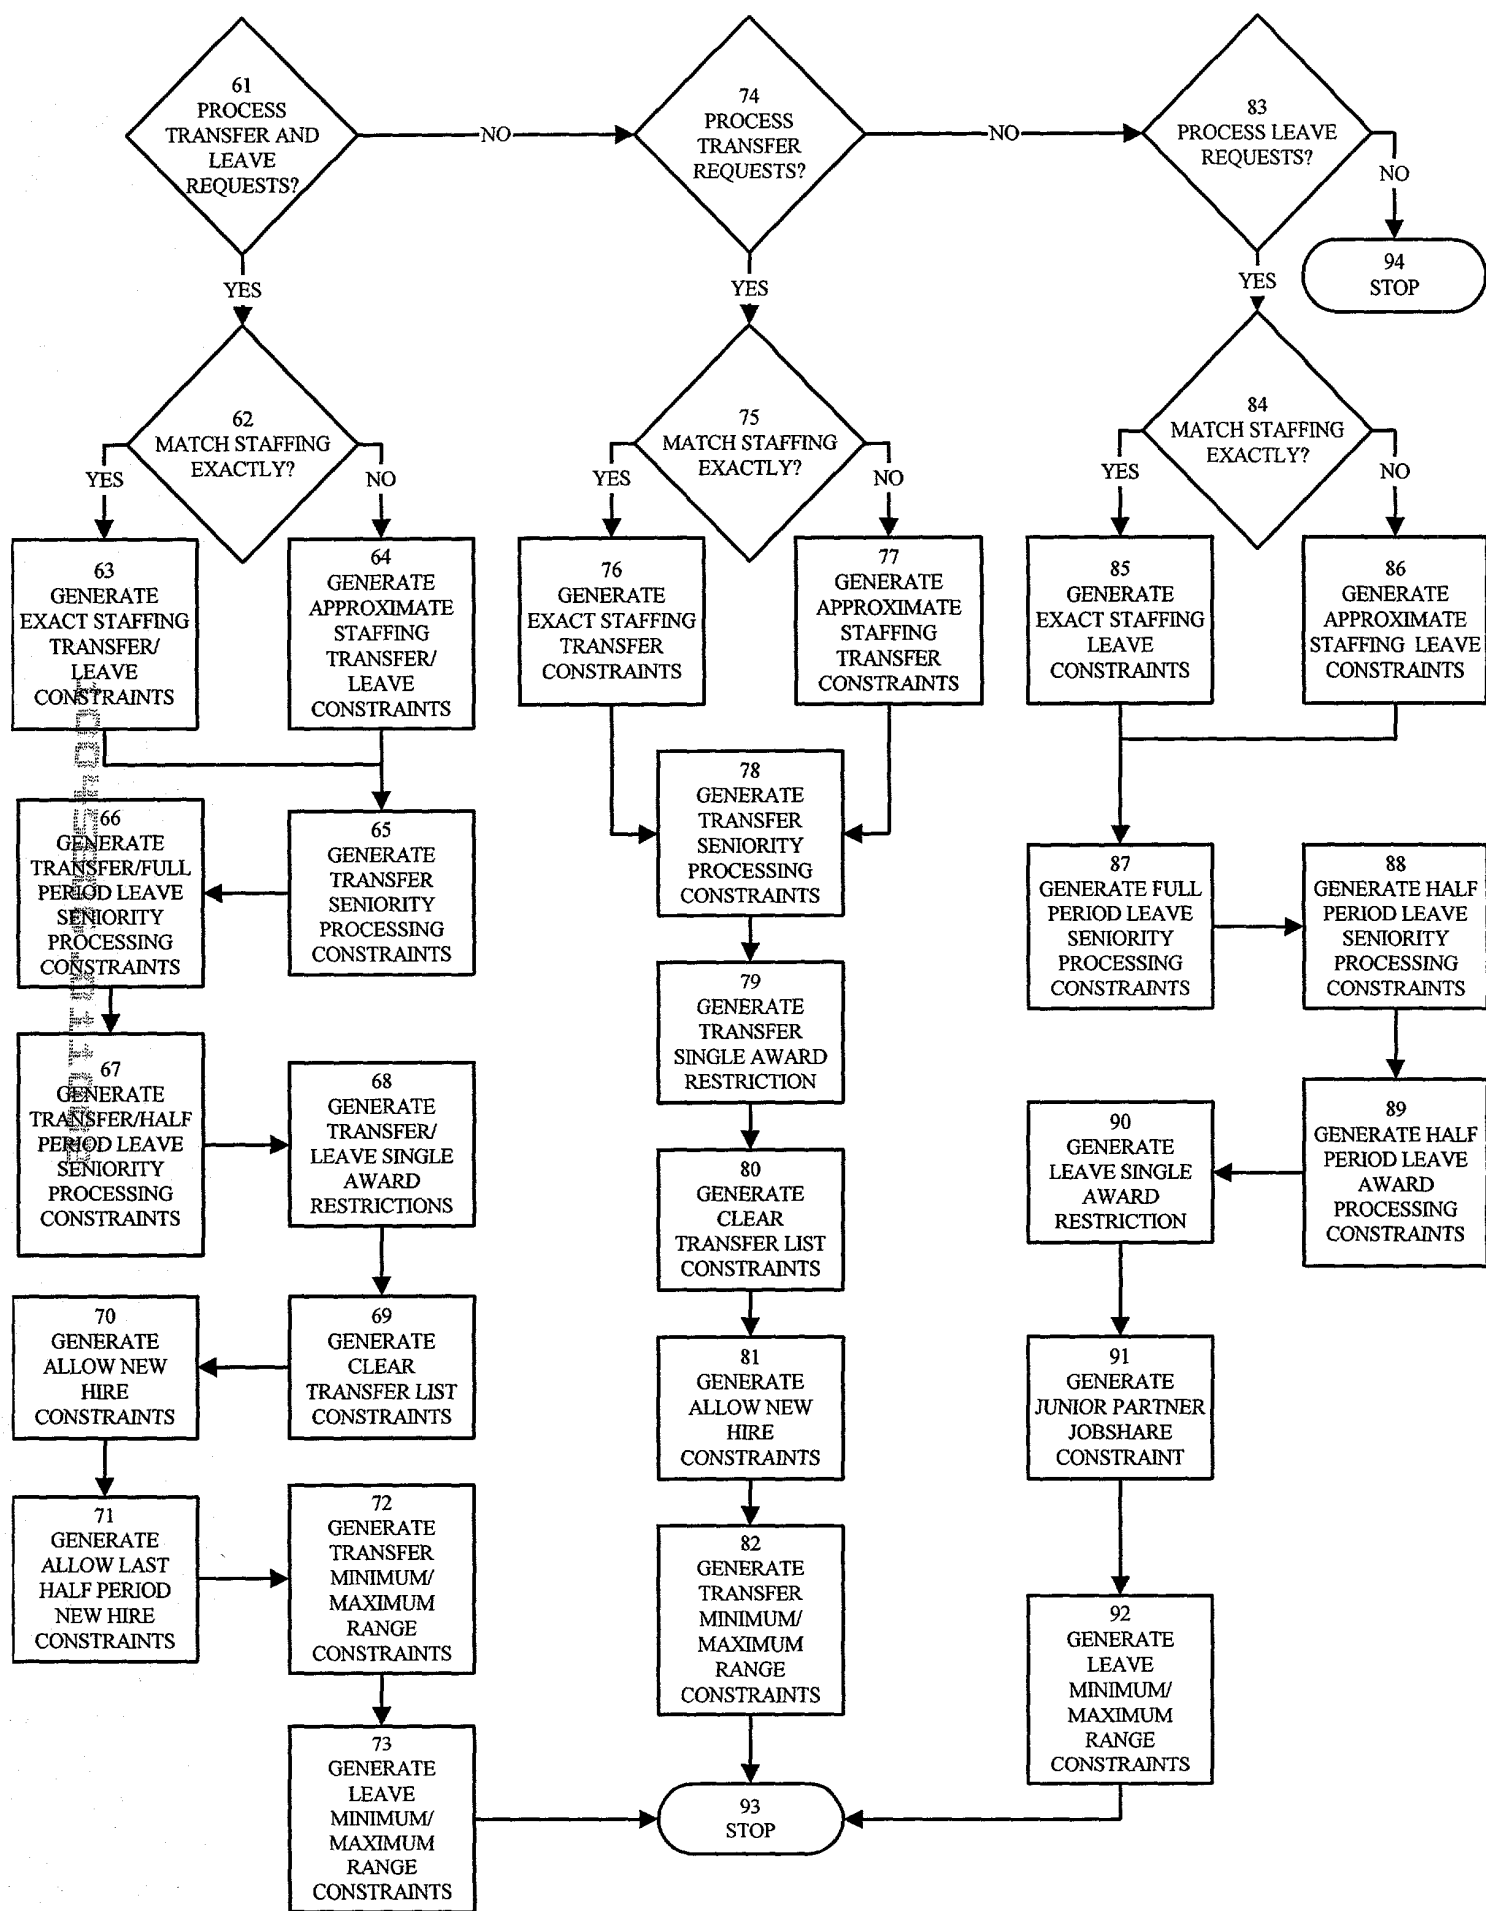 61
PROCESS
TRANSFER AND
LEAVE
REQUESTS?
NO
YES
74
PROCESS
TRANSFER
REQUESTS?
NO
YES
83
PROCESS LEAVE
REQUESTS?
NO
YES
94
STOP
62
MATCH STAFFING
EXACTLY?
YES
NO
75
MATCH STAFFING
EXACTLY?
YES
NO
84
MATCH STAFFING
EXACTLY?
YES
NO
63
GENERATE
EXACT STAFFING
TRANSFER/
LEAVE
CONSTRAINTS
64
GENERATE
APPROXIMATE
STAFFING
TRANSFER/
LEAVE
CONSTRAINTS
76
GENERATE
EXACT STAFFING
TRANSFER
CONSTRAINTS
77
GENERATE
APPROXIMATE
STAFFING
TRANSFER
CONSTRAINTS
85
GENERATE
EXACT STAFFING
LEAVE
CONSTRAINTS
86
GENERATE
APPROXIMATE
STAFFING LEAVE
CONSTRAINTS
66
GENERATE
TRANSFER/FULL
PERIOD LEAVE
SENIORITY
PROCESSING
CONSTRAINTS
65
GENERATE
TRANSFER
SENIORITY
PROCESSING
CONSTRAINTS
78
GENERATE
TRANSFER
SENIORITY
PROCESSING
CONSTRAINTS
87
GENERATE FULL
PERIOD LEAVE
SENIORITY
PROCESSING
CONSTRAINTS
88
GENERATE HALF
PERIOD LEAVE
SENIORITY
PROCESSING
CONSTRAINTS
67
GENERATE
TRANSFER/HALF
PERIOD LEAVE
SENIORITY
PROCESSING
CONSTRAINTS
68
GENERATE
TRANSFER/
LEAVE SINGLE
AWARD
RESTRICTIONS
79
GENERATE
TRANSFER
SINGLE AWARD
RESTRICTION
90
GENERATE
LEAVE SINGLE
AWARD
RESTRICTION
89
GENERATE HALF
PERIOD LEAVE
AWARD
PROCESSING
CONSTRAINTS
80
GENERATE
CLEAR
TRANSFER LIST
CONSTRAINTS
70
GENERATE
ALLOW NEW
HIRE
CONSTRAINTS
69
GENERATE
CLEAR
TRANSFER LIST
CONSTRAINTS
81
GENERATE
ALLOW NEW
HIRE
CONSTRAINTS
91
GENERATE
JUNIOR PARTNER
JOBSHARE
CONSTRAINT
71
GENERATE
ALLOW LAST
HALF PERIOD
NEW HIRE
CONSTRAINTS
72
GENERATE
TRANSFER
MINIMUM/
MAXIMUM
RANGE
CONSTRAINTS
82
GENERATE
TRANSFER
MINIMUM/
MAXIMUM
RANGE
CONSTRAINTS
92
GENERATE
LEAVE
MINIMUM/
MAXIMUM
RANGE
CONSTRAINTS
73
GENERATE
LEAVE
MINIMUM/
MAXIMUM
RANGE
CONSTRAINTS
93
STOP